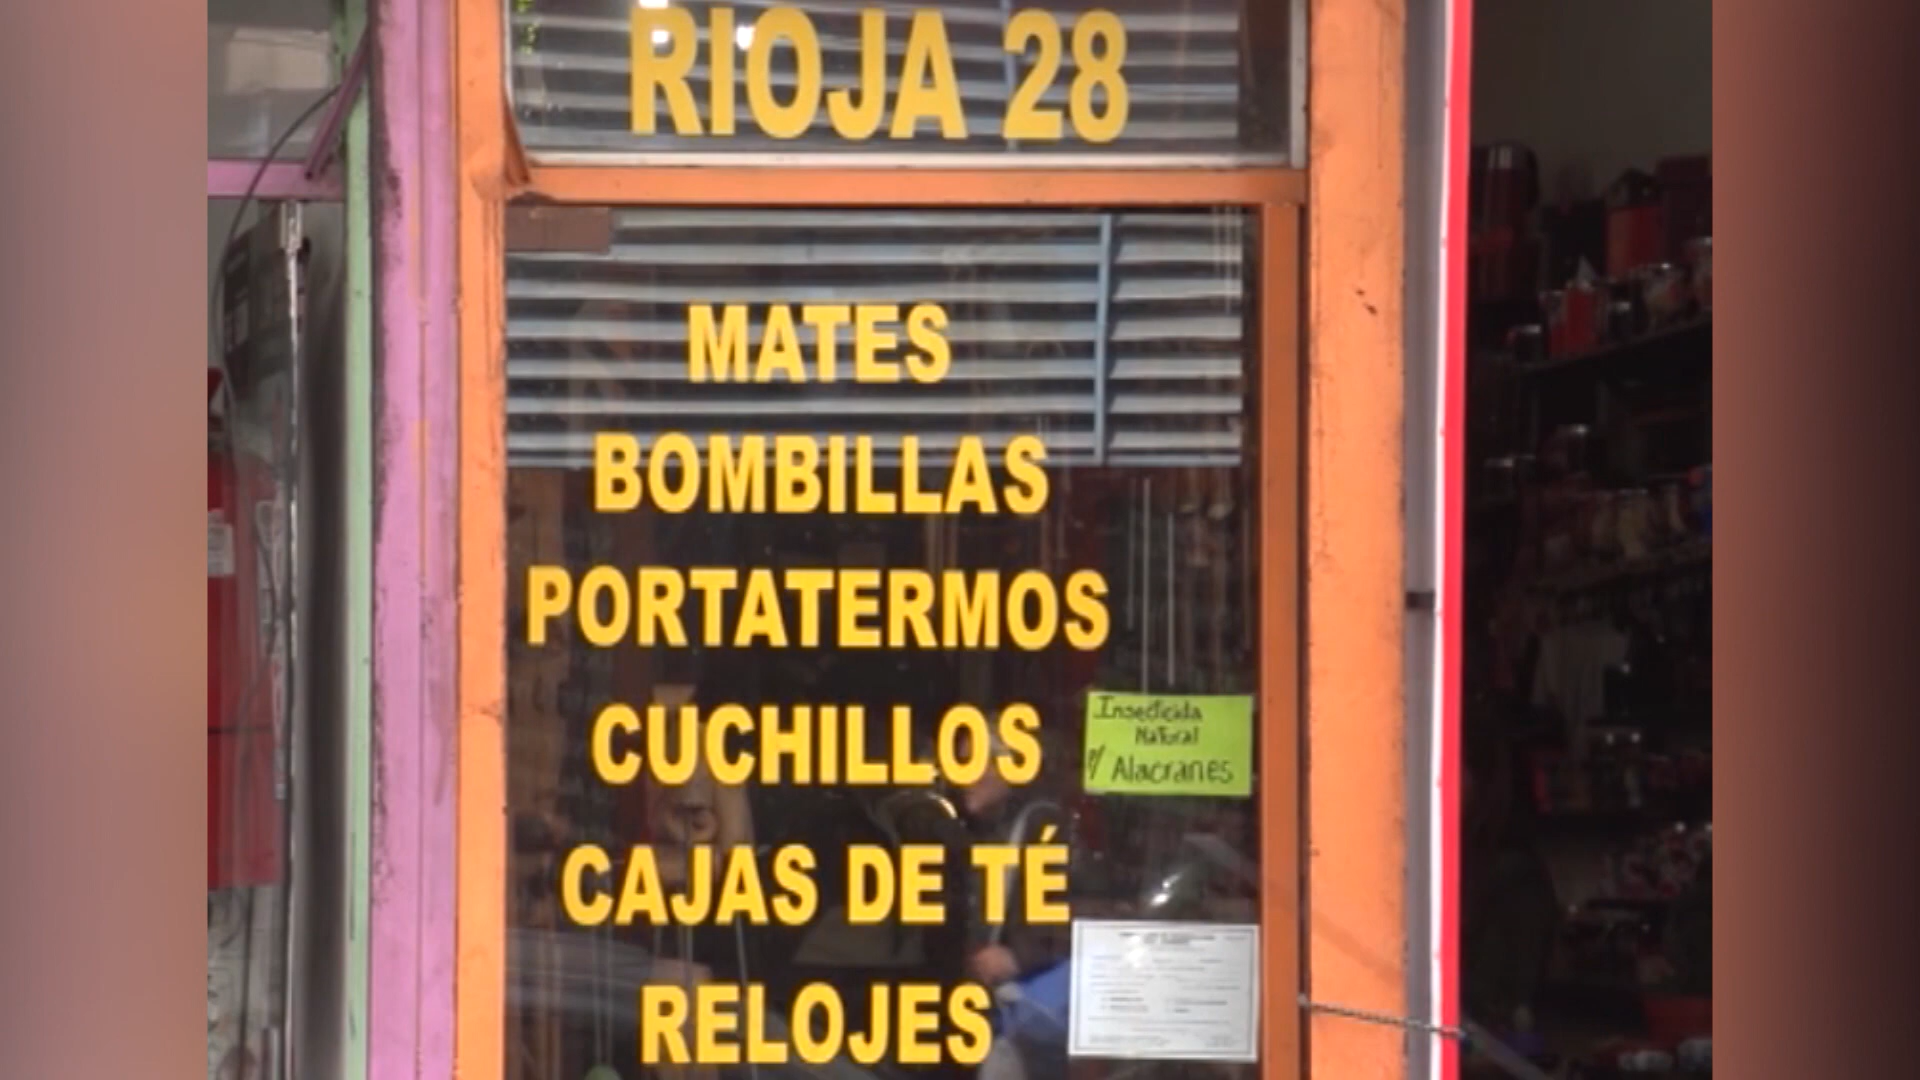 RIOJA 28
MATES
BOMBILLAS
PORTATERMOS
CUCHILLOS
Insecticida
Natural
P/ Alacranes
CAJAS DE TÉ
RELOJES